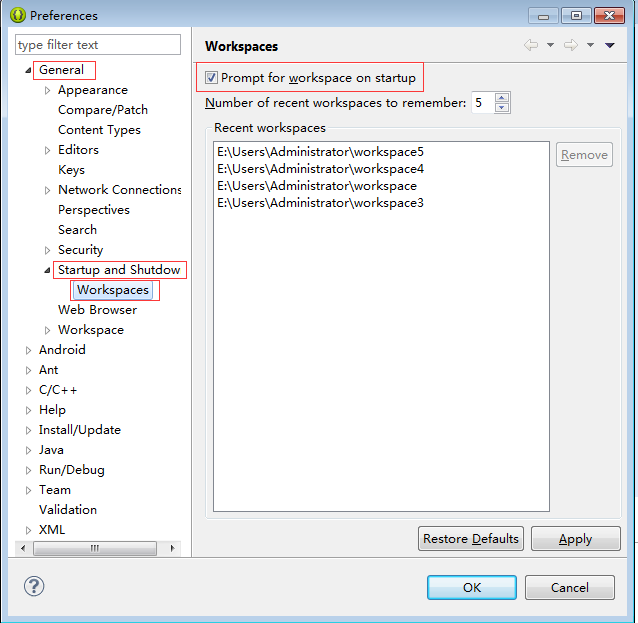 Preferences
type filter text
General
Appearance
Compare/Patch
Content Types
Editors
Keys
Network Connections
Perspectives
Search
Security
Startup and Shutdow
Workspaces
Web Browser
Workspace
Android
Ant
C/C++
Help
Install/Update
Java
Run/Debug
Team
Validation
XML
Workspaces
Prompt for workspace on startup
Number of recent workspaces to remember: 5
Recent workspaces
E:\Users\Administrator\workspace5
E:\Users\Administrator\workspace4
E:\Users\Administrator\workspace
E:\Users\Administrator\workspace3
Remove
Restore Defaults Apply
? OK Cancel